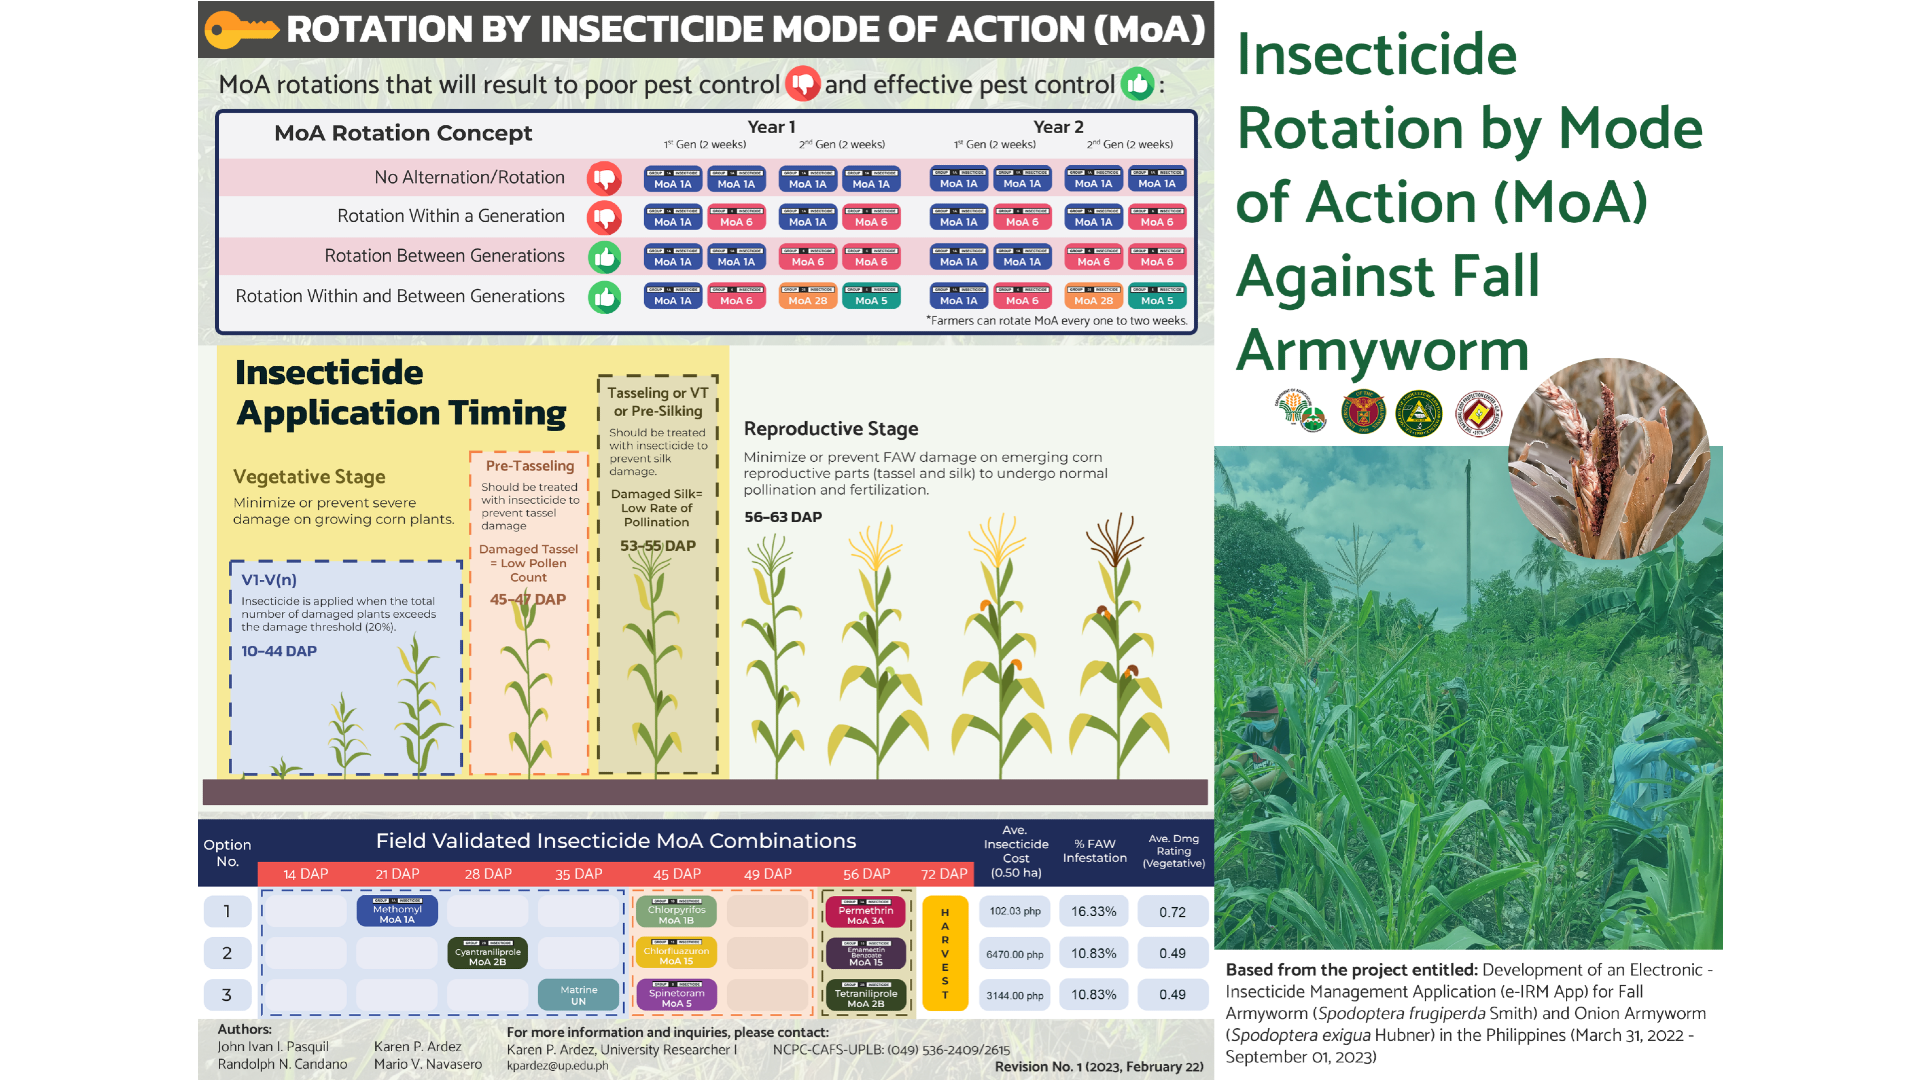 ROTATION BY INSECTICIDE MODE OF ACTION (MoA)
MoA rotations that will result to poor pest control and effective pest control :
MoA Rotation Concept
Year 1
Year 2
1st Gen (2 weeks) 2nd Gen (2 weeks) 1st Gen (2 weeks) 2nd Gen (2 weeks)
No Alternation/Rotation
MoA 1A MoA 1A MoA 1A MoA 1A MoA 1A MoA 1A MoA 1A MoA 1A
Rotation Within a Generation
MoA 1A MoA 6 MoA 1A MoA 6 MoA 1A MoA 6 MoA 1A MoA 6
Rotation Between Generations
MoA 1A MoA 1A MoA 6 MoA 6 MoA 1A MoA 1A MoA 6 MoA 6
Rotation Within and Between Generations
MoA 1A MoA 6 MoA 28 MoA 5 MoA 1A MoA 6 MoA 28 MoA 5
*Farmers can rotate MoA every one to two weeks.
Insecticide
Application Timing
Vegetative Stage
Minimize or prevent severe
damage on growing corn plants.
V1-V(n)
Insecticide is applied when the total
number of damaged plants exceeds
the damage threshold (20%).
10–44 DAP
Pre-Tasseling
Should be treated
with insecticide to
prevent tassel
damage
Damaged Tassel
= Low Pollen
Count
45–47 DAP
Tasseling or VT
or Pre-Silking
Should be treated
with insecticide to
prevent silk
damage.
Damaged Silk=
Low Rate of
Pollination
53–55 DAP
Reproductive Stage
Minimize or prevent FAW damage on emerging corn
reproductive parts (tassel and silk) to undergo normal
pollination and fertilization.
56–63 DAP
Option
No.
Field Validated Insecticide MoA Combinations
14 DAP 21 DAP 28 DAP 35 DAP 45 DAP 49 DAP 56 DAP 72 DAP
Ave.
Insecticide
Cost
(0.50 ha)
% FAW
Infestation
Ave. Dmg
Rating
(Vegetative)
1
Methomyl
MoA 1A
Chlorpyrifos
MoA 1B
Permethrin
MoA 3A
102.03 php 16.33% 0.72
2
Cyantraniliprole
MoA 2B
Chlorfluazuron
MoA 15
Emamectin
Benzoate
MoA 15
6470.00 php 10.83% 0.49
3
Matrine
UN
Spinetoram
MoA 5
Tetraniliprole
MoA 2B
3144.00 php 10.83% 0.49
HARVEST
Authors:
John Ivan I. Pasquil Karen P. Ardez
Randolph N. Candano Mario V. Navasero
For more information and inquiries, please contact:
Karen P. Ardez, University Researcher I NCPC-CAFS-UPLB: (049) 536-2409/2615
kpardez@up.edu.ph
Revision No. 1 (2023, February 22)
Insecticide
Rotation by Mode
of Action (MoA)
Against Fall
Armyworm
Based from the project entitled: Development of an Electronic -
Insecticide Management Application (e-IRM App) for Fall
Armyworm (Spodoptera frugiperda Smith) and Onion Armyworm
(Spodoptera exigua Hubner) in the Philippines (March 31, 2022 -
September 01, 2023)